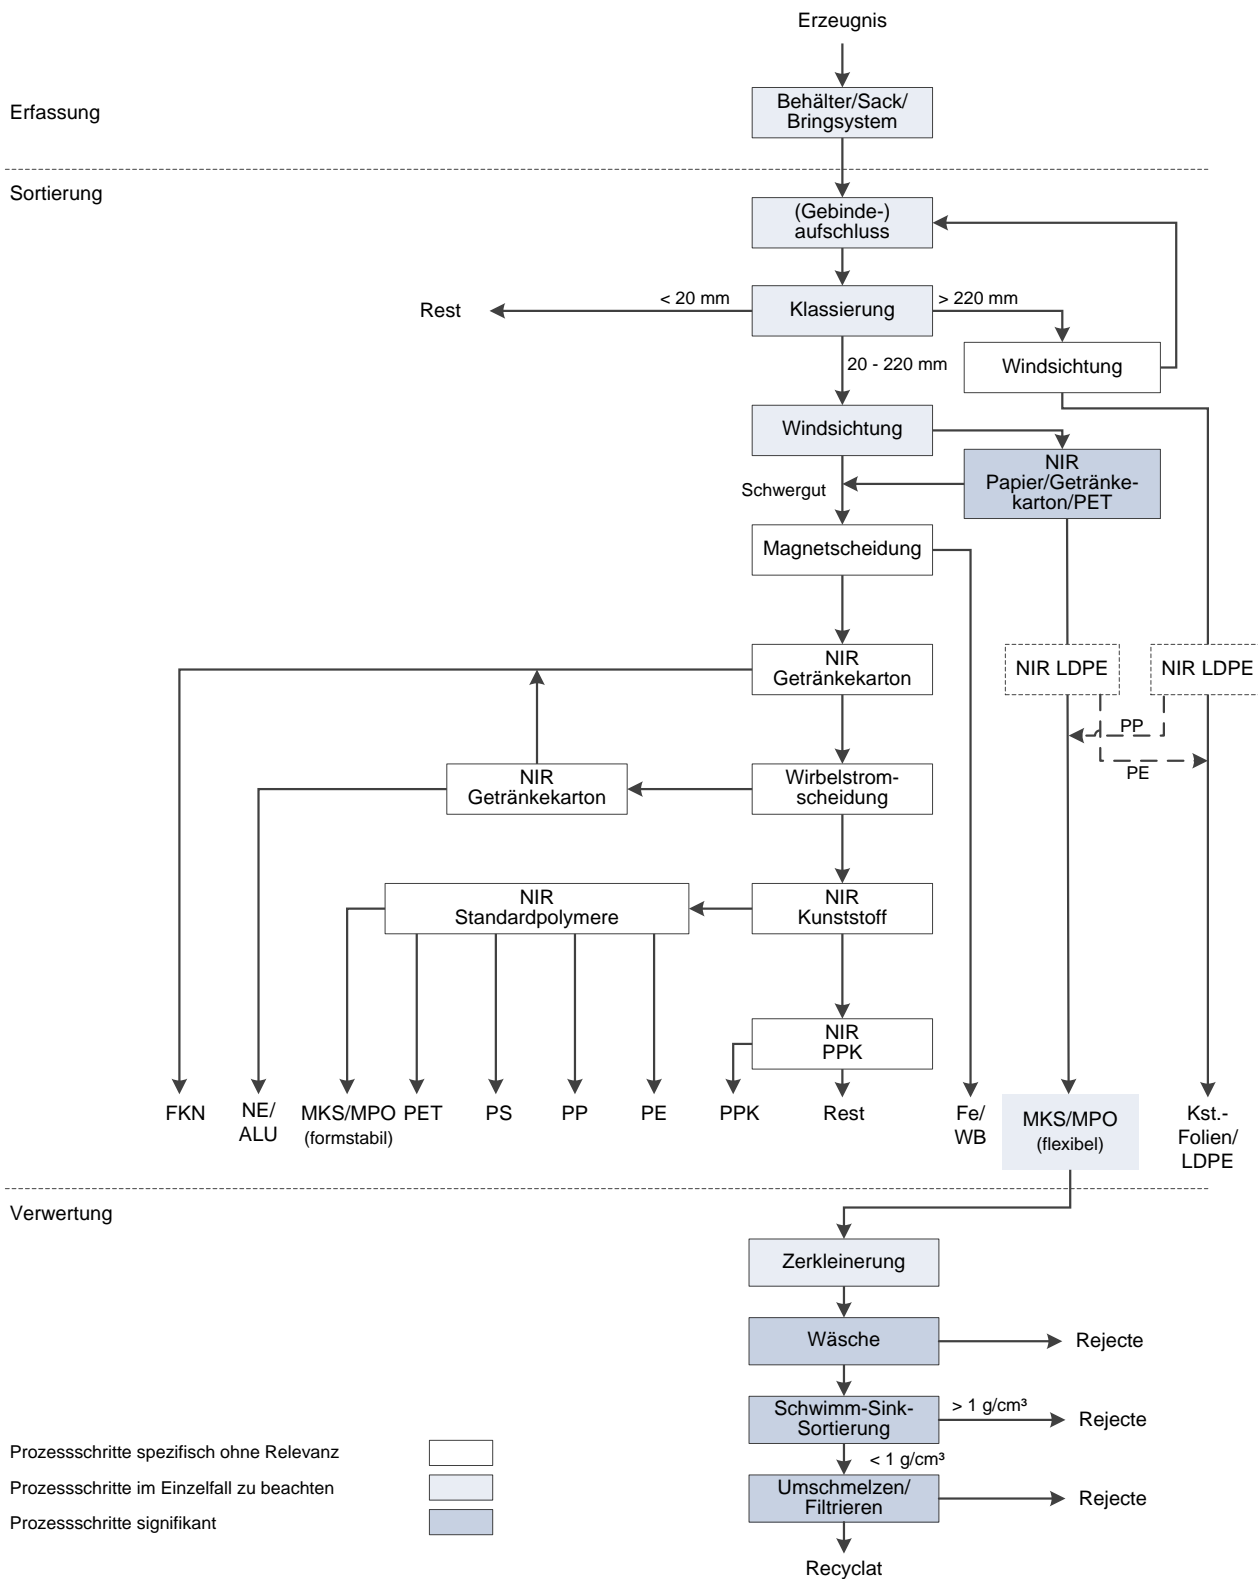 Erzeugnis
Erfassung
Behälter/Sack/
Bringsystem
Sortierung
(Gebinde-)
aufschluss
Rest
< 20 mm
Klassierung
> 220 mm
20 - 220 mm
Windsichtung
Windsichtung
NIR
Papier/Getränke-
karton/PET
Schwergut
Magnetscheidung
NIR
Getränkekarton
NIR LDPE
NIR LDPE
PP
PE
NIR
Getränkekarton
Wirbelstrom-
scheidung
NIR
Standardpolymere
NIR
Kunststoff
NIR
PPK
FKN
NE/
ALU
MKS/MPO
(formstabil)
PET
PS
PP
PE
PPK
Rest
Fe/
WB
MKS/MPO
(flexibel)
Kst.-
Folien/
LDPE
Verwertung
Zerkleinerung
Wäsche
Rejecte
Schwimm-Sink-
Sortierung
> 1 g/cm³
Rejecte
< 1 g/cm³
Umschmelzen/
Filtrieren
Rejecte
Recyclat
Prozessschritte spezifisch ohne Relevanz
Prozessschritte im Einzelfall zu beachten
Prozessschritte signifikant